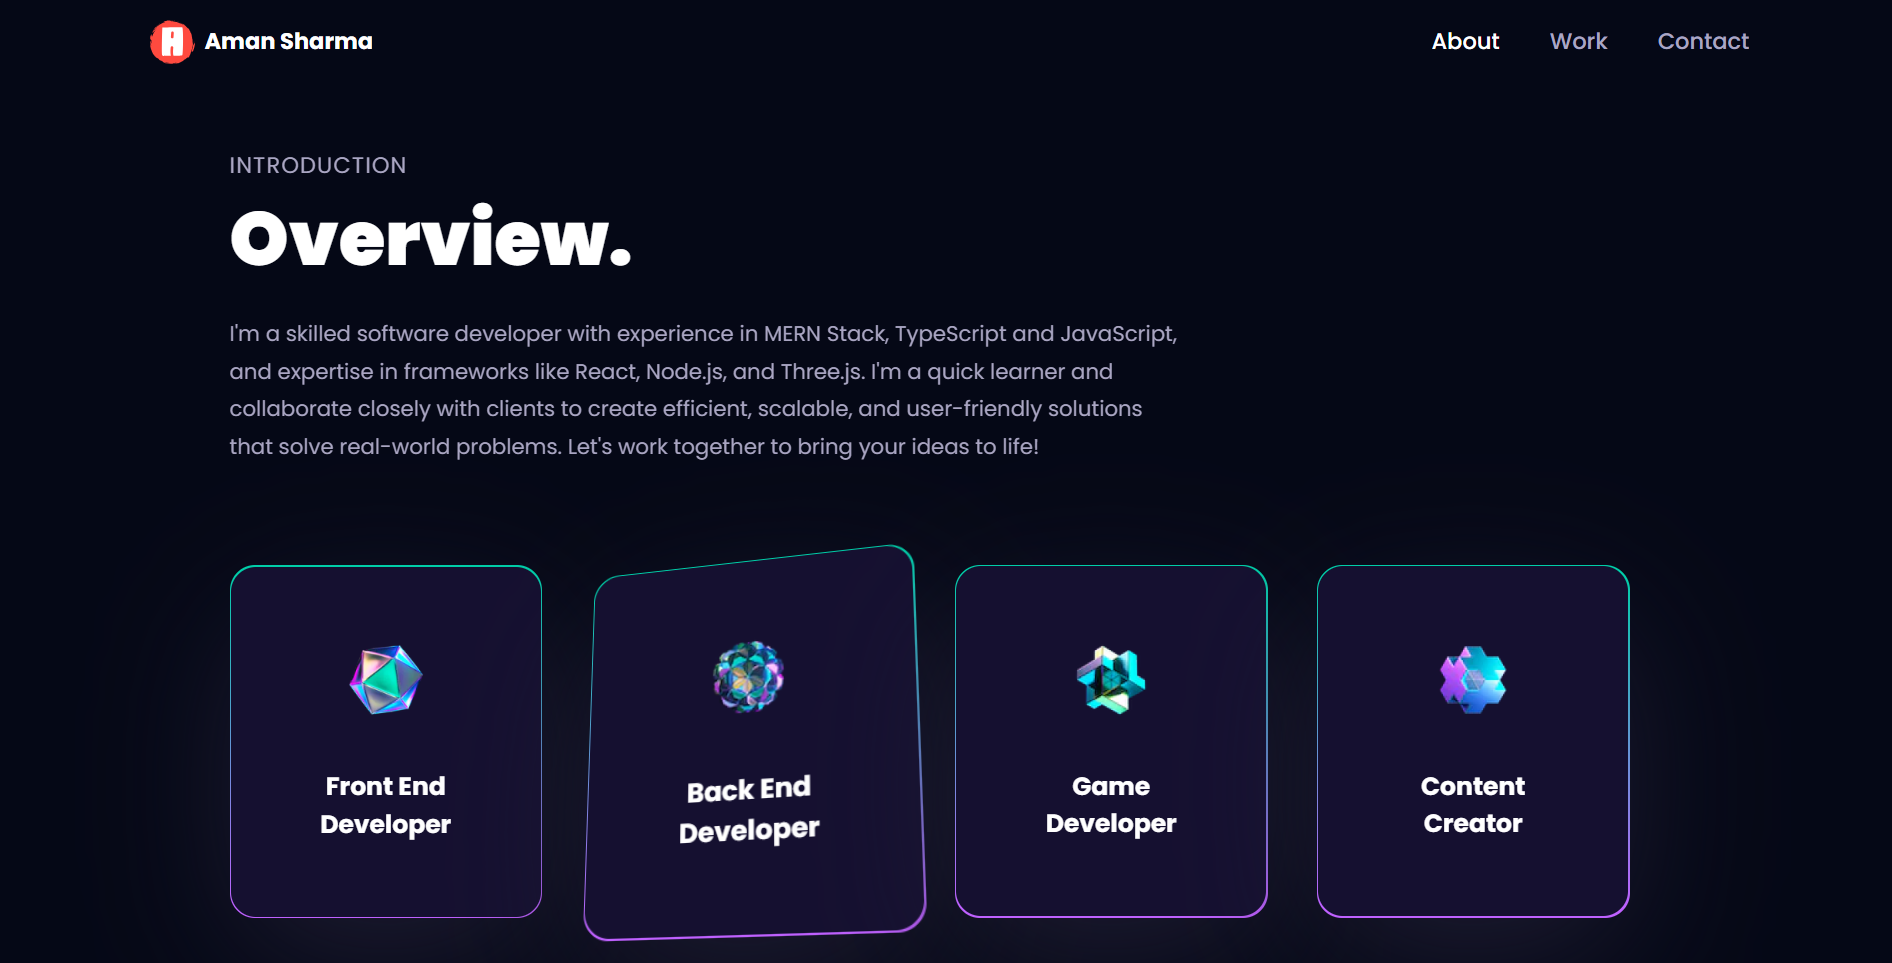 A Aman Sharma
About Work Contact
INTRODUCTION
Overview.
I'm a skilled software developer with experience in MERN Stack, TypeScript and JavaScript,
and expertise in frameworks like React, Node.js, and Three.js. I'm a quick learner and
collaborate closely with clients to create efficient, scalable, and user-friendly solutions
that solve real-world problems. Let's work together to bring your ideas to life!
Front End
Developer
Back End
Developer
Game
Developer
Content
Creator